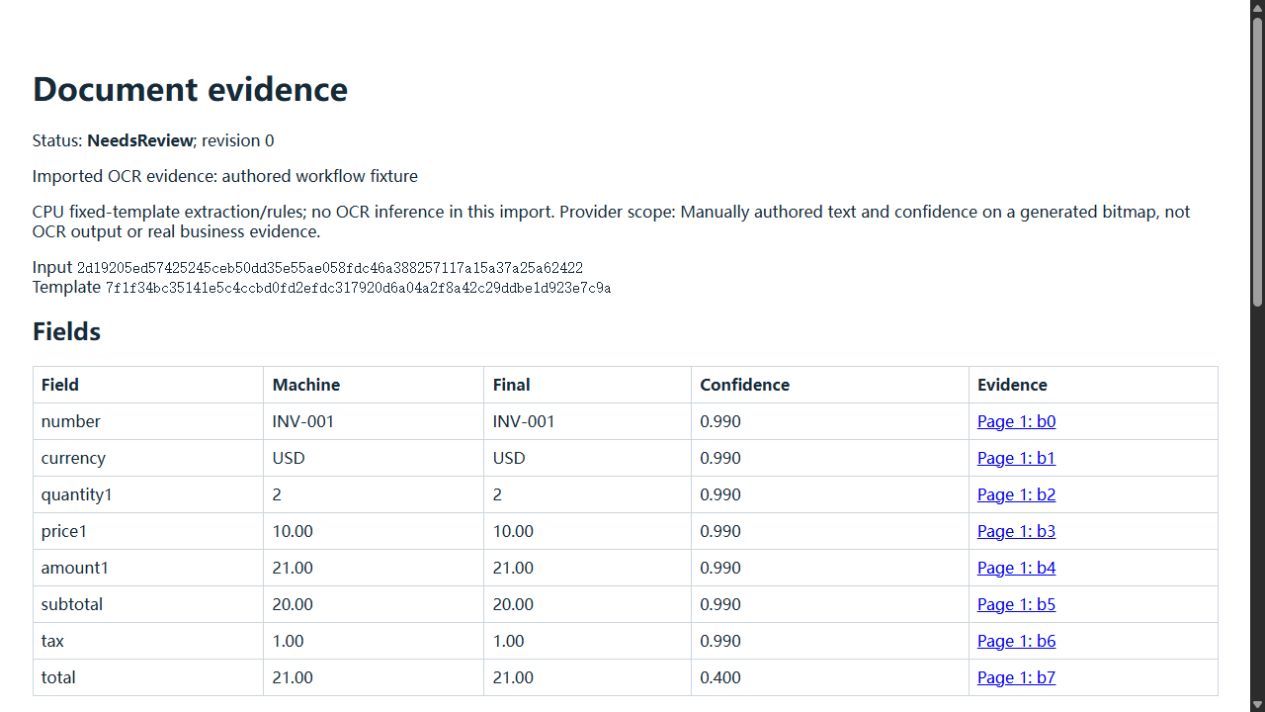 Document evidence
Status: NeedsReview; revision 0
Imported OCR evidence: authored workflow fixture
CPU fixed-template extraction/rules; no OCR inference in this import. Provider scope: Manually authored text and confidence on a generated bitmap, not
OCR output or real business evidence.
Input 2d19205ed57425245ceb50dd35e55ae058fdc46a388257117a15a37a25a62422
Template 7f1f34bc35141e5c4ccbd0fd2efdc317920d6a04a2f8a42c29ddbe1d923e7c9a
Fields
Field Machine Final Confidence Evidence
number INV-001 INV-001 0.990 Page 1: b0
currency USD USD 0.990 Page 1: b1
quantity1 2 2 0.990 Page 1: b2
price1 10.00 10.00 0.990 Page 1: b3
amount1 21.00 21.00 0.990 Page 1: b4
subtotal 20.00 20.00 0.990 Page 1: b5
tax 1.00 1.00 0.990 Page 1: b6
total 21.00 21.00 0.400 Page 1: b7